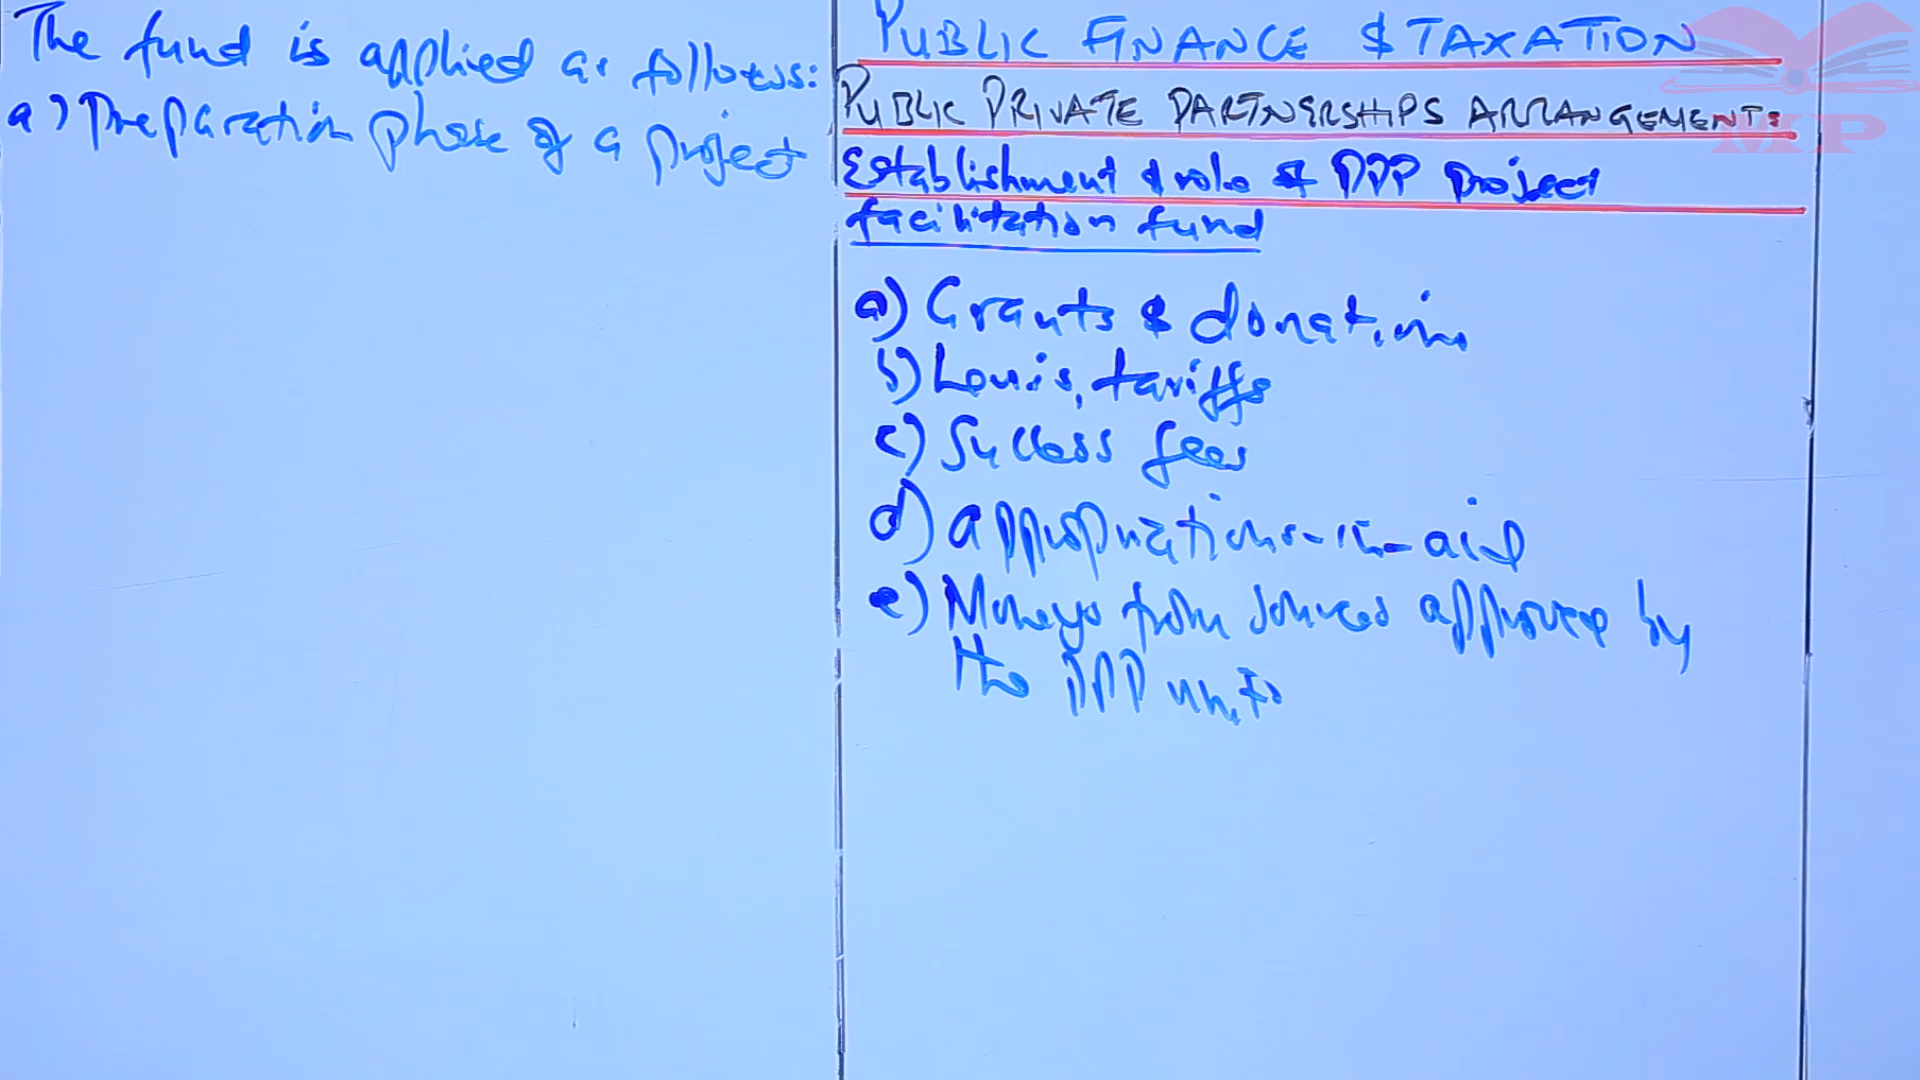 PUBLIC FINANCE & TAXATION
PUBLIC PRIVATE PARTNERSHIPS ARRANGEMENTS
Establishment & role of PPP project
facilitation fund
a) Grants & donations
b) Levies, tariffs
c) Success fees
d) appropriations-in-aid
e) Moneys from sources approved by
the PPP unit
The fund is applied as follows:
a) Preparation phase of a project
MP